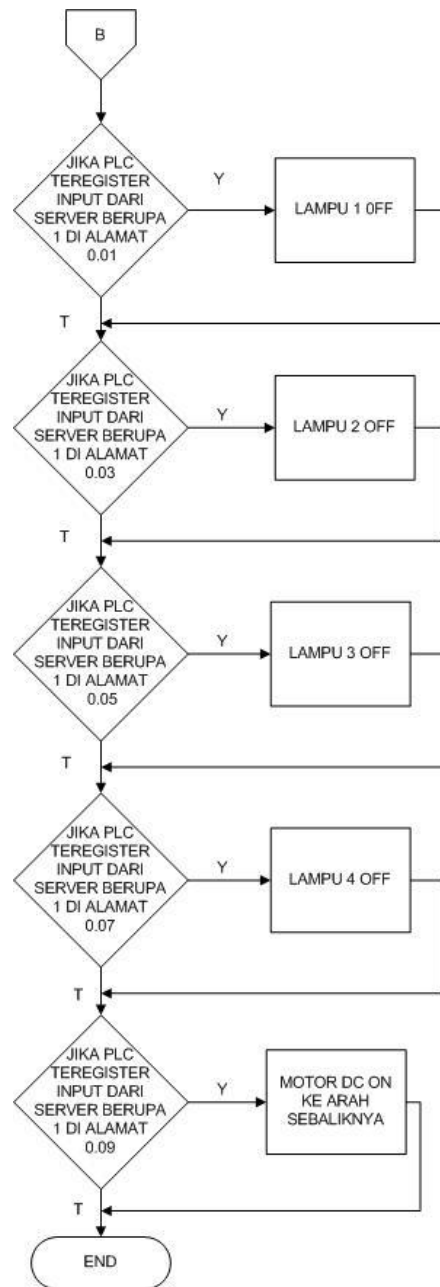 B
JIKA PLC
TEREGISTER
INPUT DARI
SERVER BERUPA
1 DI ALAMAT
0.01
Y
LAMPU 1 0FF
T
JIKA PLC
TEREGISTER
INPUT DARI
SERVER BERUPA
1 DI ALAMAT
0.03
Y
LAMPU 2 OFF
T
JIKA PLC
TEREGISTER
INPUT DARI
SERVER BERUPA
1 DI ALAMAT
0.05
Y
LAMPU 3 OFF
T
JIKA PLC
TEREGISTER
INPUT DARI
SERVER BERUPA
1 DI ALAMAT
0.07
Y
LAMPU 4 OFF
T
JIKA PLC
TEREGISTER
INPUT DARI
SERVER BERUPA
1 DI ALAMAT
0.09
Y
MOTOR DC ON
KE ARAH
SEBALIKNYA
T
END